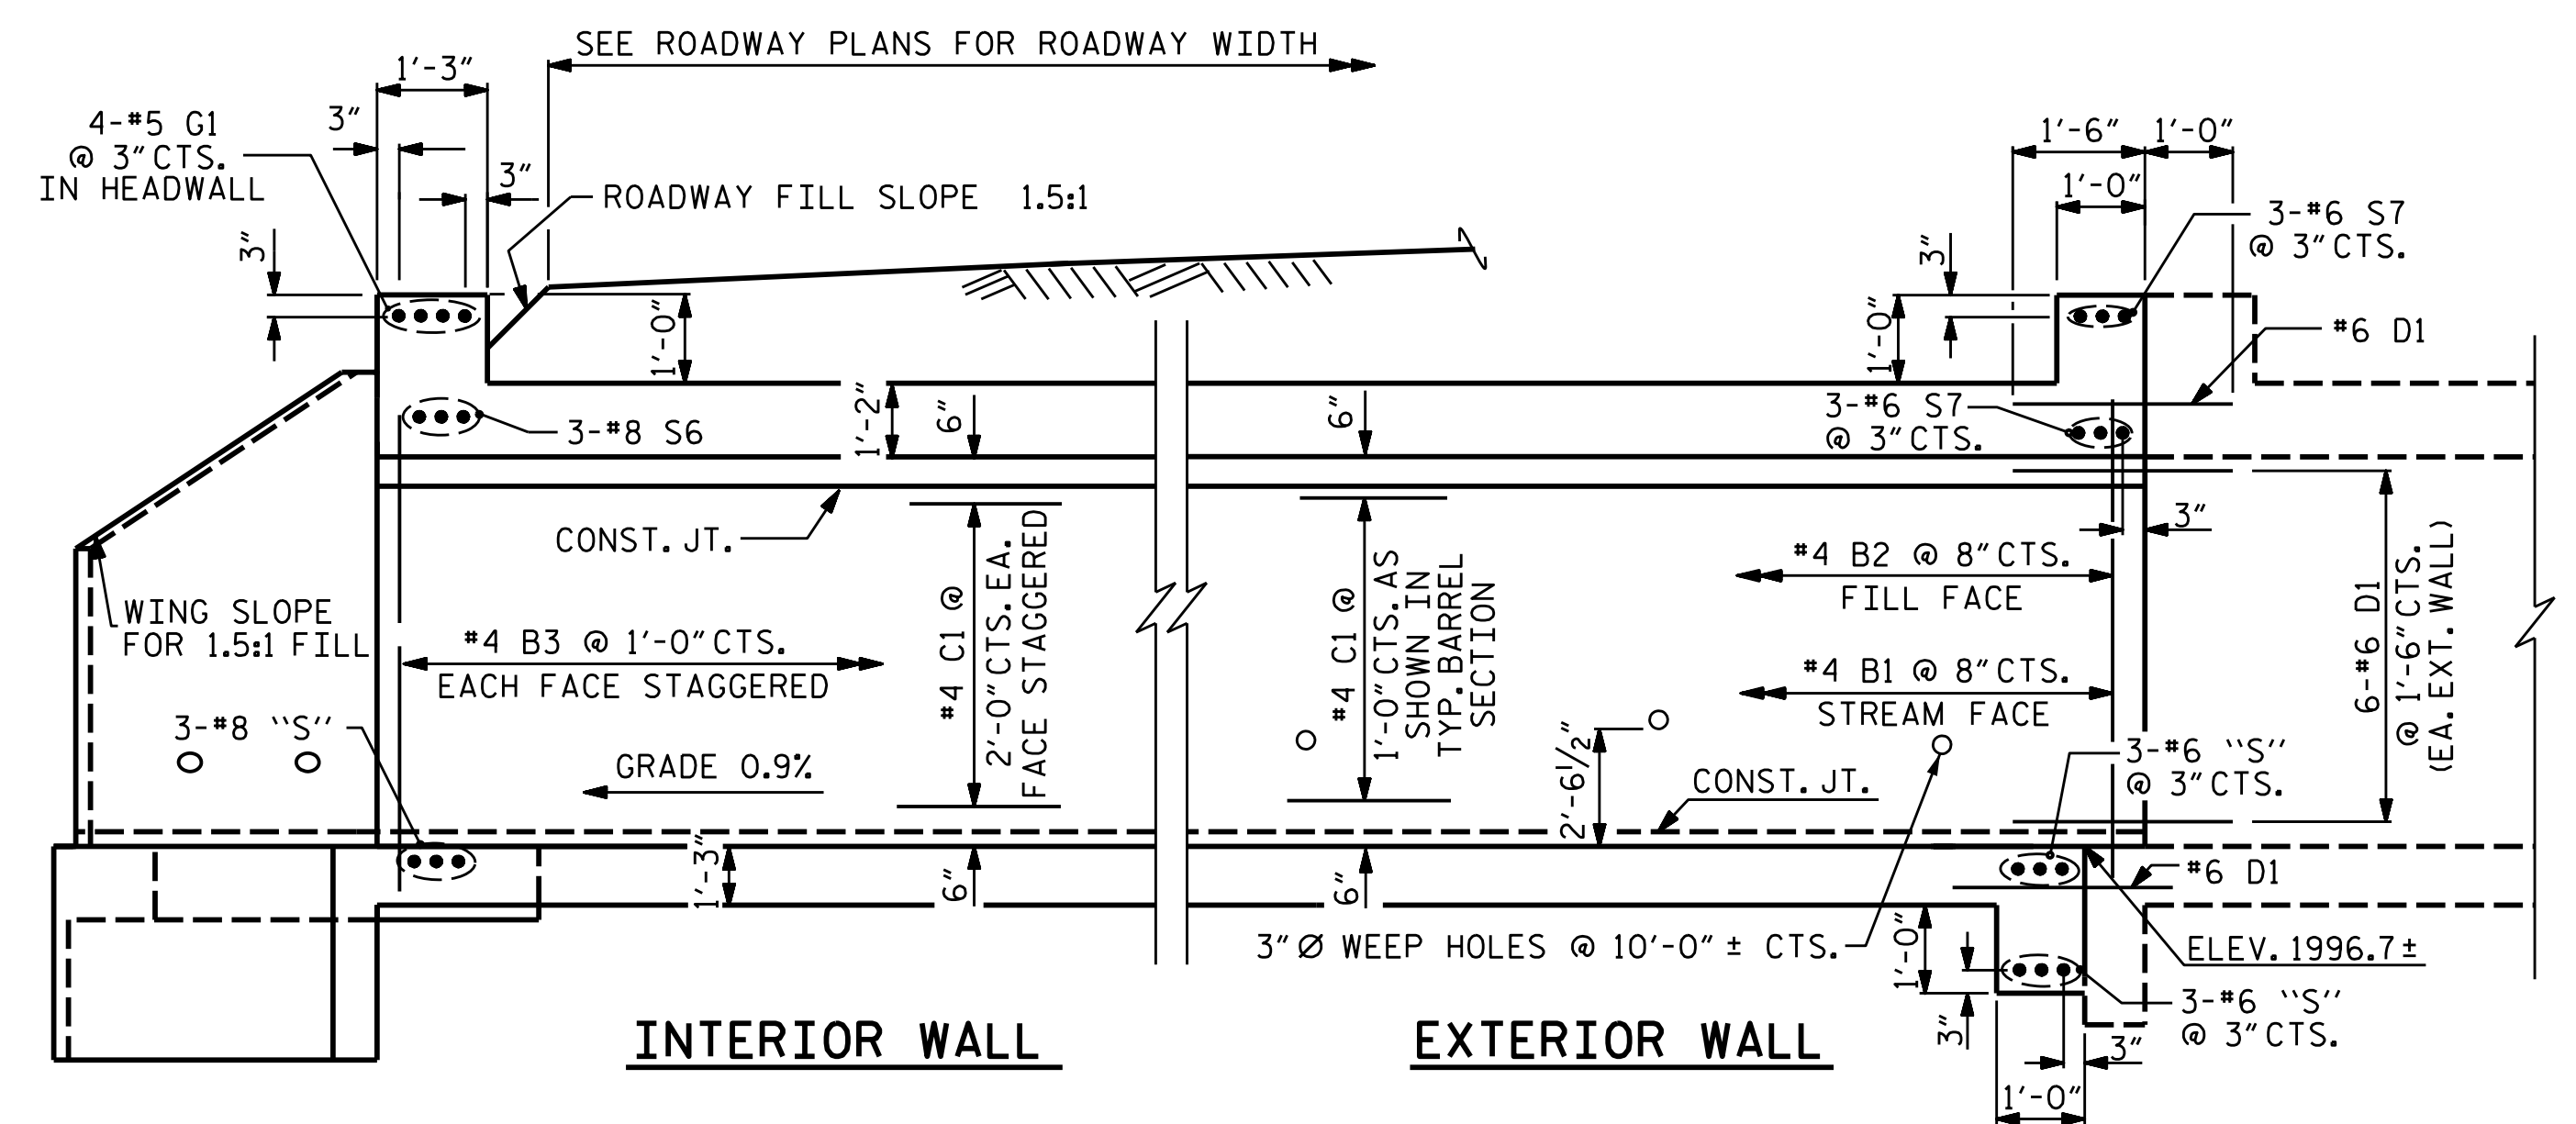 SEE ROADWAY PLANS FOR ROADWAY WIDTH
1'-3"
4-#5 G1
@ 3"CTS.
IN HEADWALL
3"
3"
3"
ROADWAY FILL SLOPE 1.5:1
1'-6"
1'-0"
1'-0"
3-#6 S7
@ 3"CTS.
3"
1'-0"
1'-0"
#6 D1
3-#8 S6
1'-2"
6"
6"
3-#6 S7
@ 3"CTS.
CONST. JT.
3"
#4 B2 @ 8"CTS.
FILL FACE
WING SLOPE
FOR 1.5:1 FILL
#4 B3 @ 1'-0"CTS.
EACH FACE STAGGERED
#4 C1 @
2'-0"CTS. EA.
FACE STAGGERED
#4 C1 @
1'-0"CTS. AS
SHOWN IN
TYP. BARREL
SECTION
#4 B1 @ 8"CTS.
STREAM FACE
6-#6 D1
@ 1'-6"CTS.
(EA. EXT. WALL)
3-#8 "S"
GRADE 0.9%
2'-6½"
CONST. JT.
3-#6 "S"
@ 3"CTS.
1'-3"
6"
6"
#6 D1
3"Ø WEEP HOLES @ 10'-0"± CTS.
1'-0"
ELEV. 1996.7±
3-#6 "S"
@ 3"CTS.
3"
3"
1'-0"
INTERIOR WALL
EXTERIOR WALL